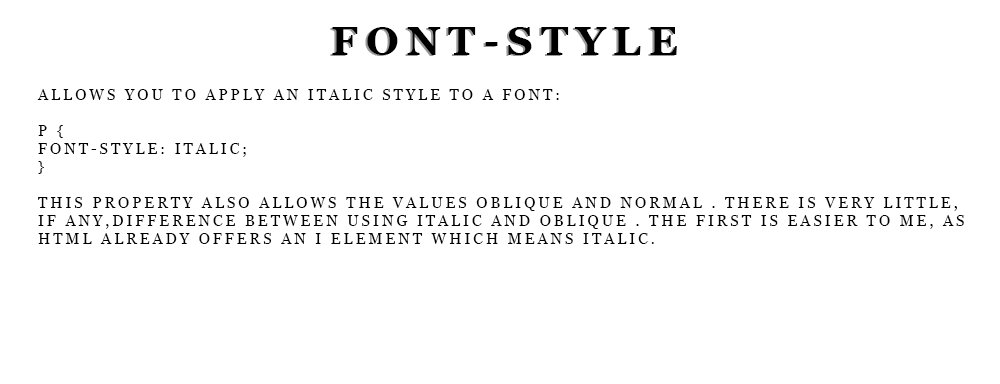 FONT-STYLE
ALLOWS YOU TO APPLY AN ITALIC STYLE TO A FONT:
P {
FONT-STYLE: ITALIC;
}
THIS PROPERTY ALSO ALLOWS THE VALUES OBLIQUE AND NORMAL . THERE IS VERY LITTLE,
IF ANY,DIFFERENCE BETWEEN USING ITALIC AND OBLIQUE . THE FIRST IS EASIER TO ME, AS
HTML ALREADY OFFERS AN I ELEMENT WHICH MEANS ITALIC.